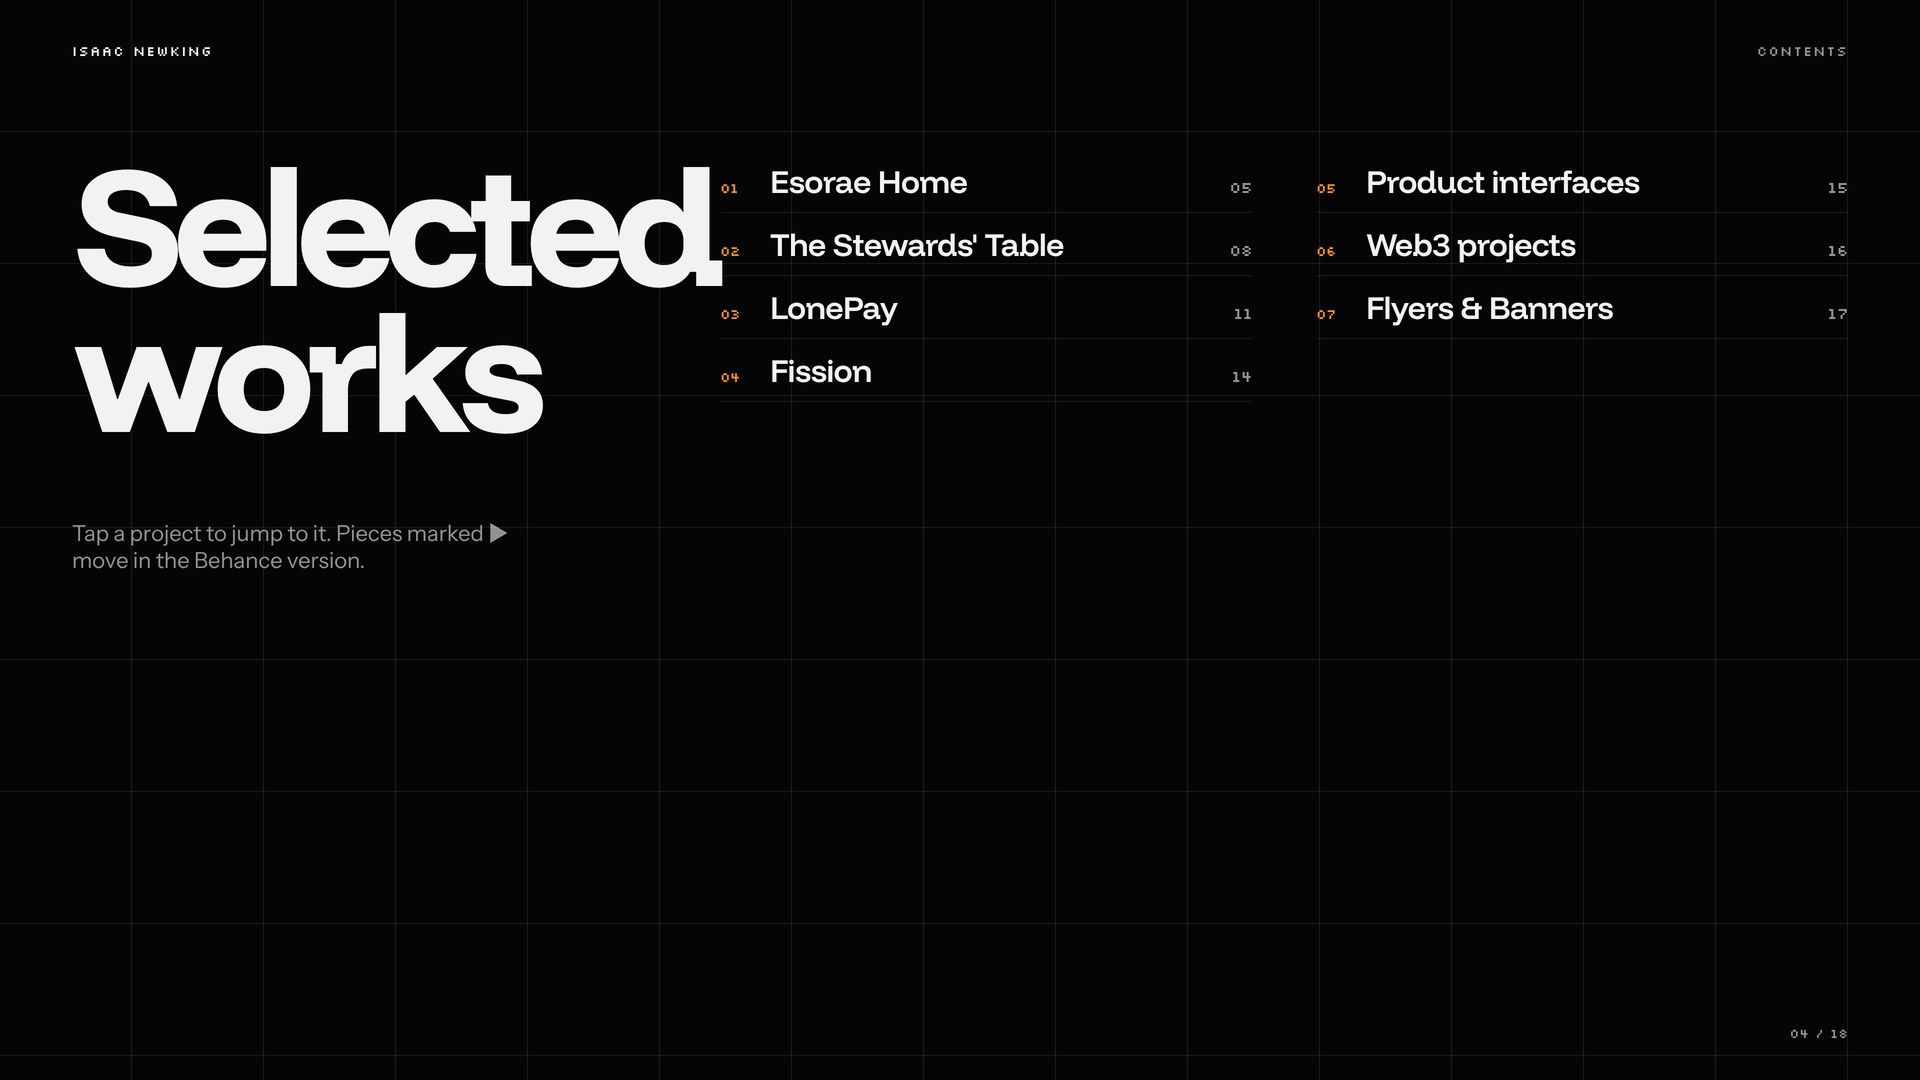 ISAAC NEWKING
CONTENTS
Selected
works
Tap a project to jump to it. Pieces marked ▶
move in the Behance version.
01 Esorae Home 05
02 The Stewards' Table 08
03 LonePay 11
04 Fission 14
05 Product interfaces 15
06 Web3 projects 16
07 Flyers & Banners 17
04 / 18